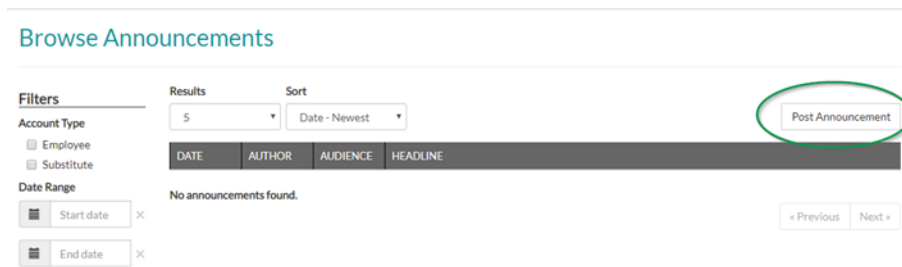 Browse Announcements
Filters
Account Type
Employee
Substitute
Date Range
Start date ×
End date ×
Results Sort
5 Date - Newest
Post Announcement
DATE AUTHOR AUDIENCE HEADLINE
No announcements found.
« Previous Next »